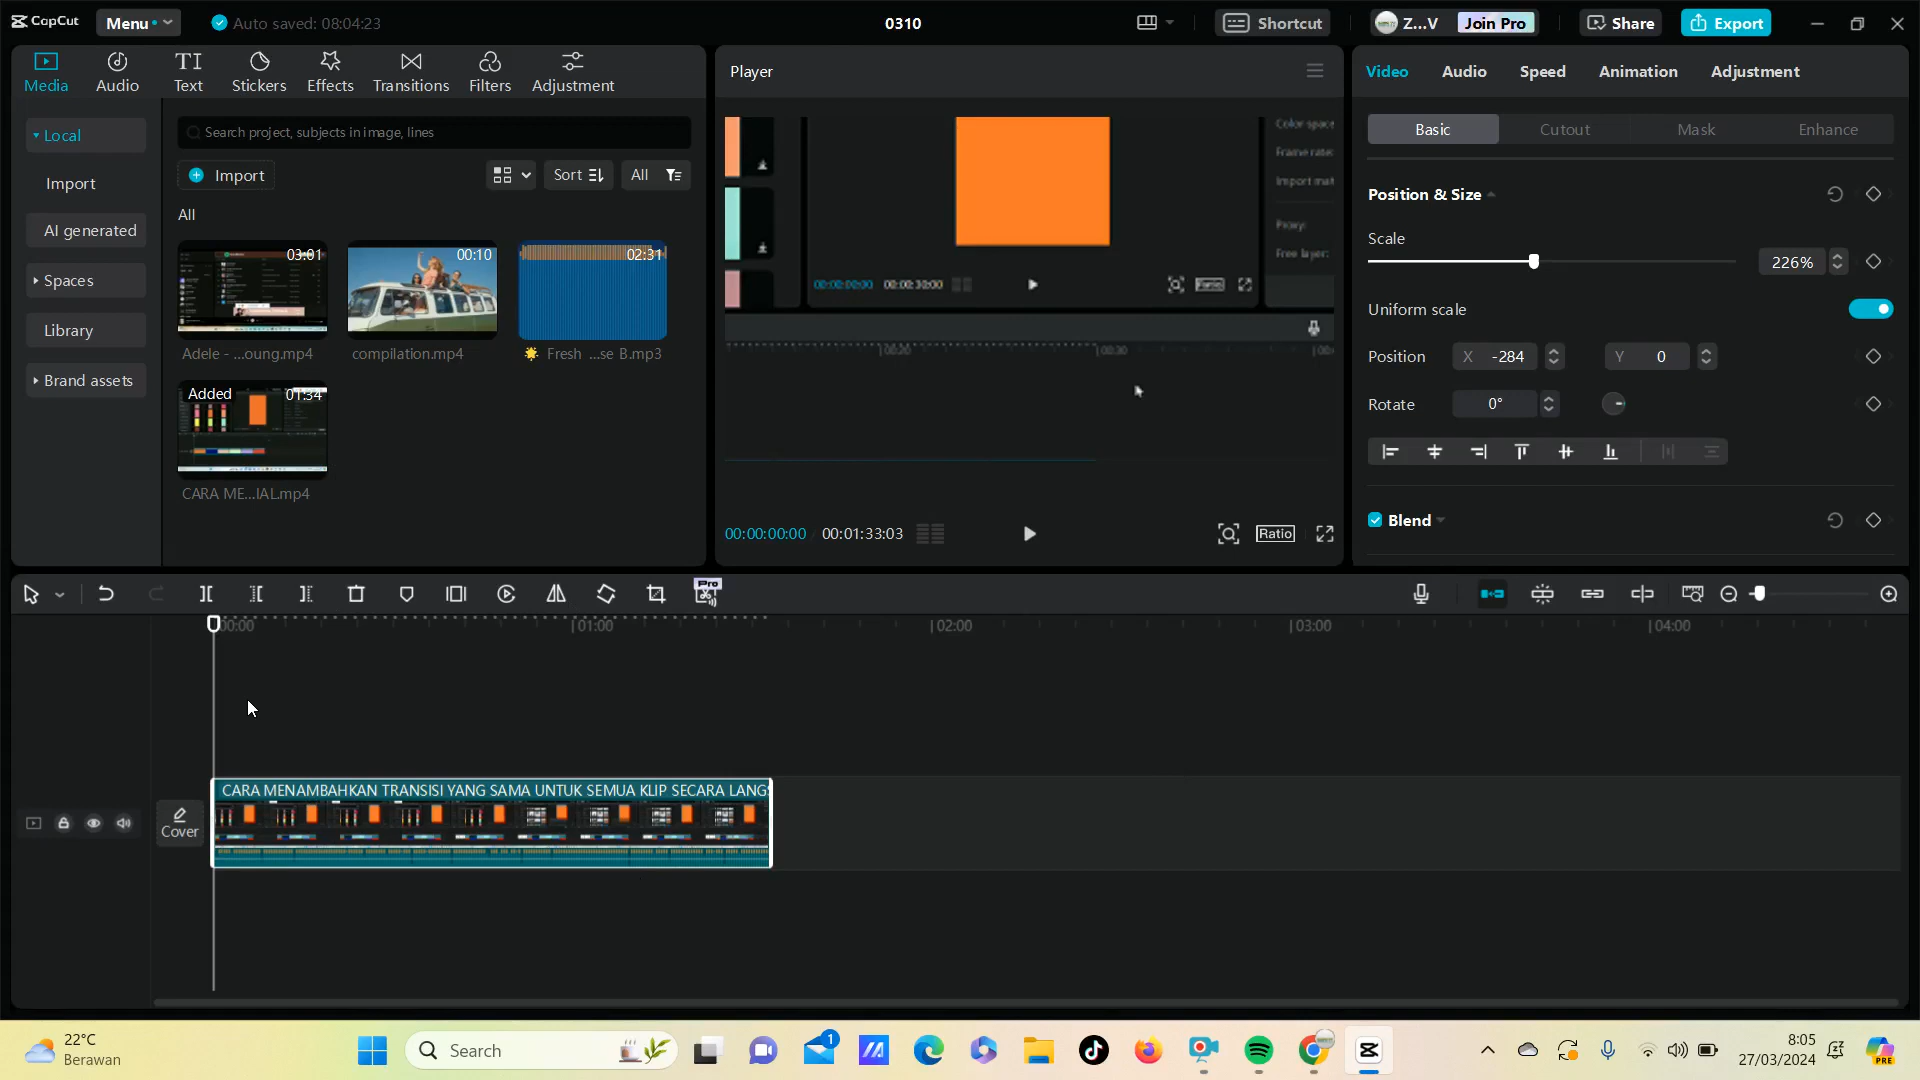 CapCut
Menu
Auto saved: 08:04:23
0310
Shortcut
Z...V
Join Pro
Share
Export
Media
Audio
Text
Stickers
Effects
Transitions
Filters
Adjustment
Local
Import
AI generated
Spaces
Library
Brand assets
Search project, subjects in image, lines
Import
Sort
All
All
03:01
Adele - ...oung.mp4
00:10
compilation.mp4
02:31
Fresh ...se B.mp3
Added
01:34
CARA ME...IAL.mp4
Player
Color space
Frame rate:
Import mat
Proxy:
Free layer:
00:00:00:00
00:00:30:00
00:20
00:30
00:00:00:00
00:01:33:03
Ratio
Video
Audio
Speed
Animation
Adjustment
Basic
Cutout
Mask
Enhance
Position & Size
Scale
226%
Uniform scale
Position
X -284
Y 0
Rotate
0°
Blend
Pro
00:00
01:00
02:00
03:00
04:00
Cover
CARA MENAMBAHKAN TRANSISI YANG SAMA UNTUK SEMUA KLIP SECARA LANGS
22°C
Berawan
Search
1
8:05
27/03/2024
PRE